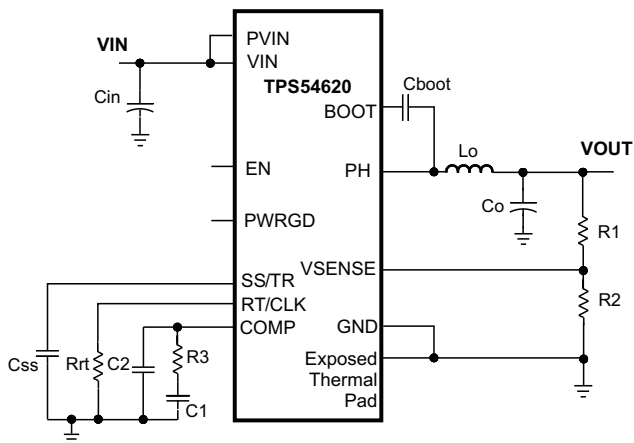 VIN
PVIN
VIN
TPS54620
Cboot
Cin
BOOT
Lo
VOUT
EN
PH
Co
R1
PWRGD
VSENSE
SS/TR
R2
RT/CLK
COMP
GND
Css
Rrt
C2
R3
C1
Exposed
Thermal
Pad